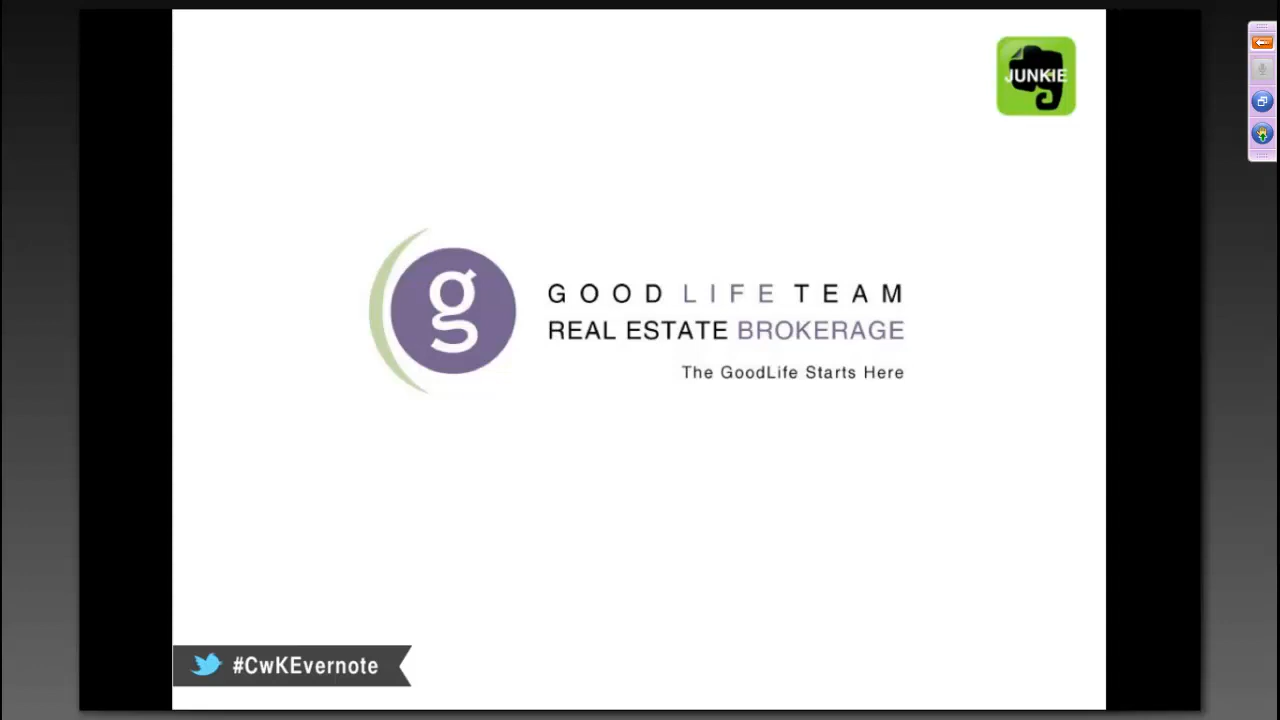 JUNKIE
g
GOOD LIFE TEAM
REAL ESTATE BROKERAGE
The GoodLife Starts Here
#CwKEvernote